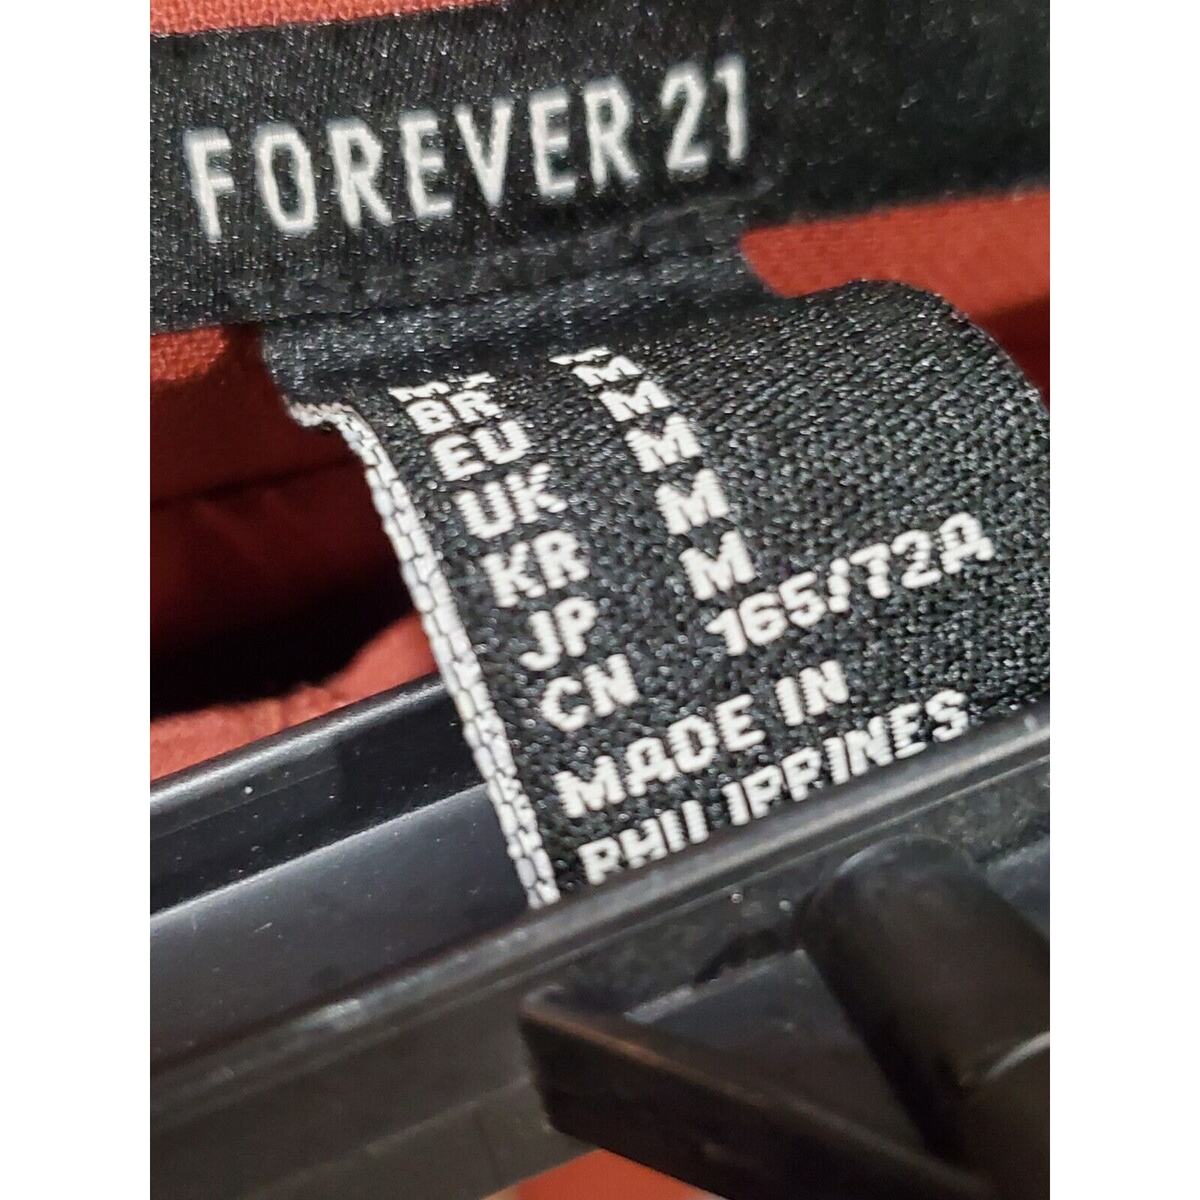 FOREVER 21
BR M
EU M
UK M
KR M
JP M
CN 165/72A
MADE IN
PHILIPPINES